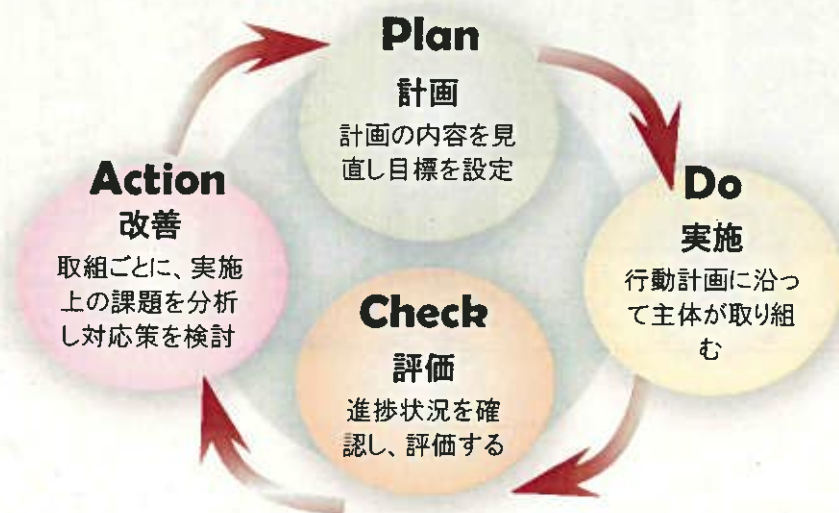 Plan
計画
計画の内容を見
直し目標を設定
Do
実施
行動計画に沿っ
て主体が取り組
む
Check
評価
進捗状況を確
認し、評価する
Action
改善
取組ごとに、実施
上の課題を分析
し対応策を検討